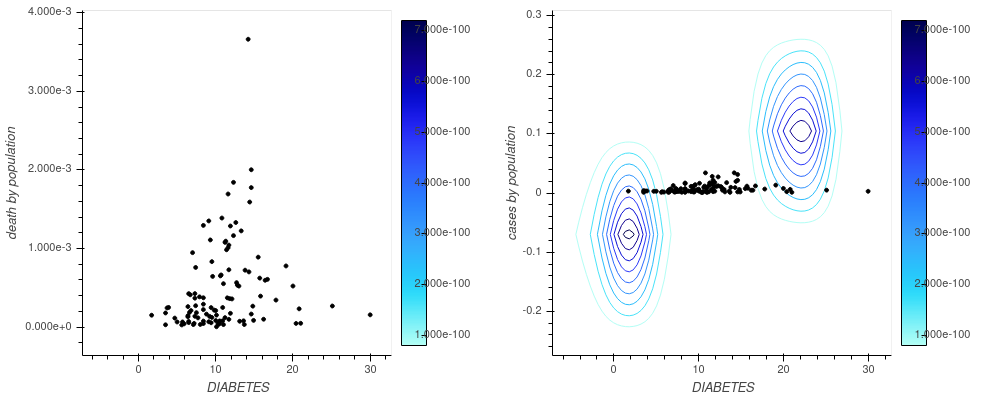 4.000e-3
3.000e-3
2.000e-3
1.000e-3
0.000e+0
death by population
0
10
20
30
DIABETES
7.000e-100
6.000e-100
5.000e-100
4.000e-100
3.000e-100
2.000e-100
1.000e-100
0.3
0.2
0.1
0
-0.1
-0.2
cases by population
0
10
20
30
DIABETES
7.000e-100
6.000e-100
5.000e-100
4.000e-100
3.000e-100
2.000e-100
1.000e-100